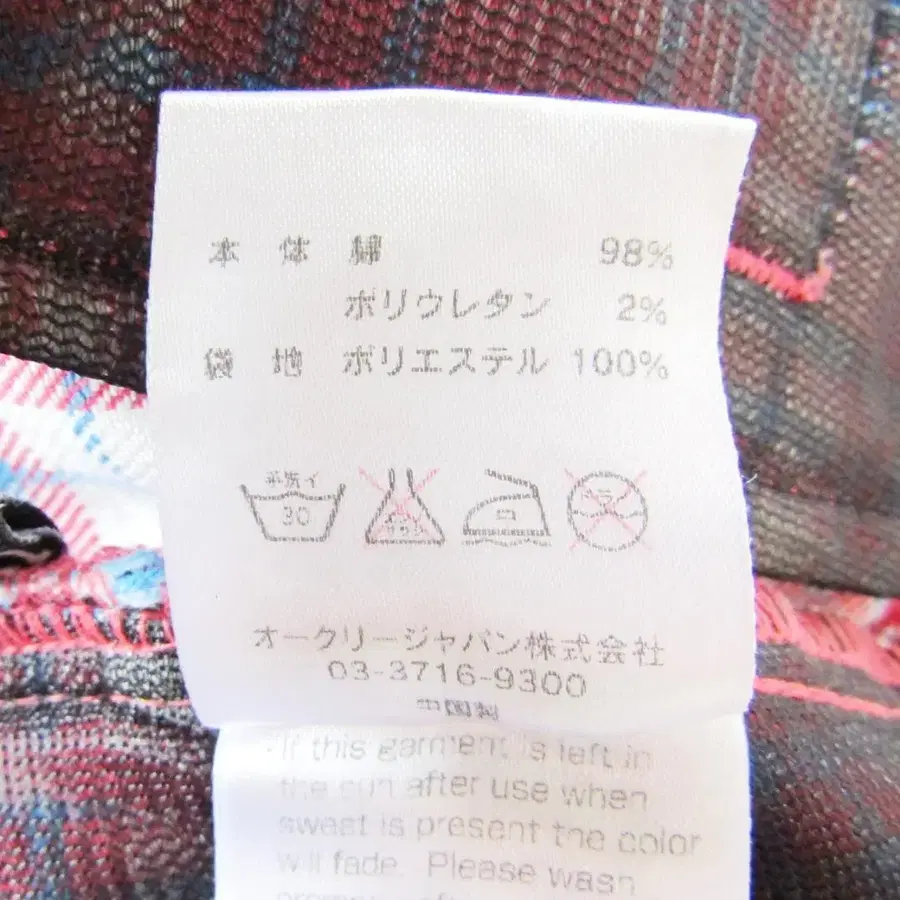 本体 綿 98%
ポリウレタン 2%
袋地 ポリエステル 100%
手洗イ
30
オークリージャパン株式会社
03-3716-9300
中国製
If this garment is left in
the sun after use when
sweat is present the color
will fade. Please wash